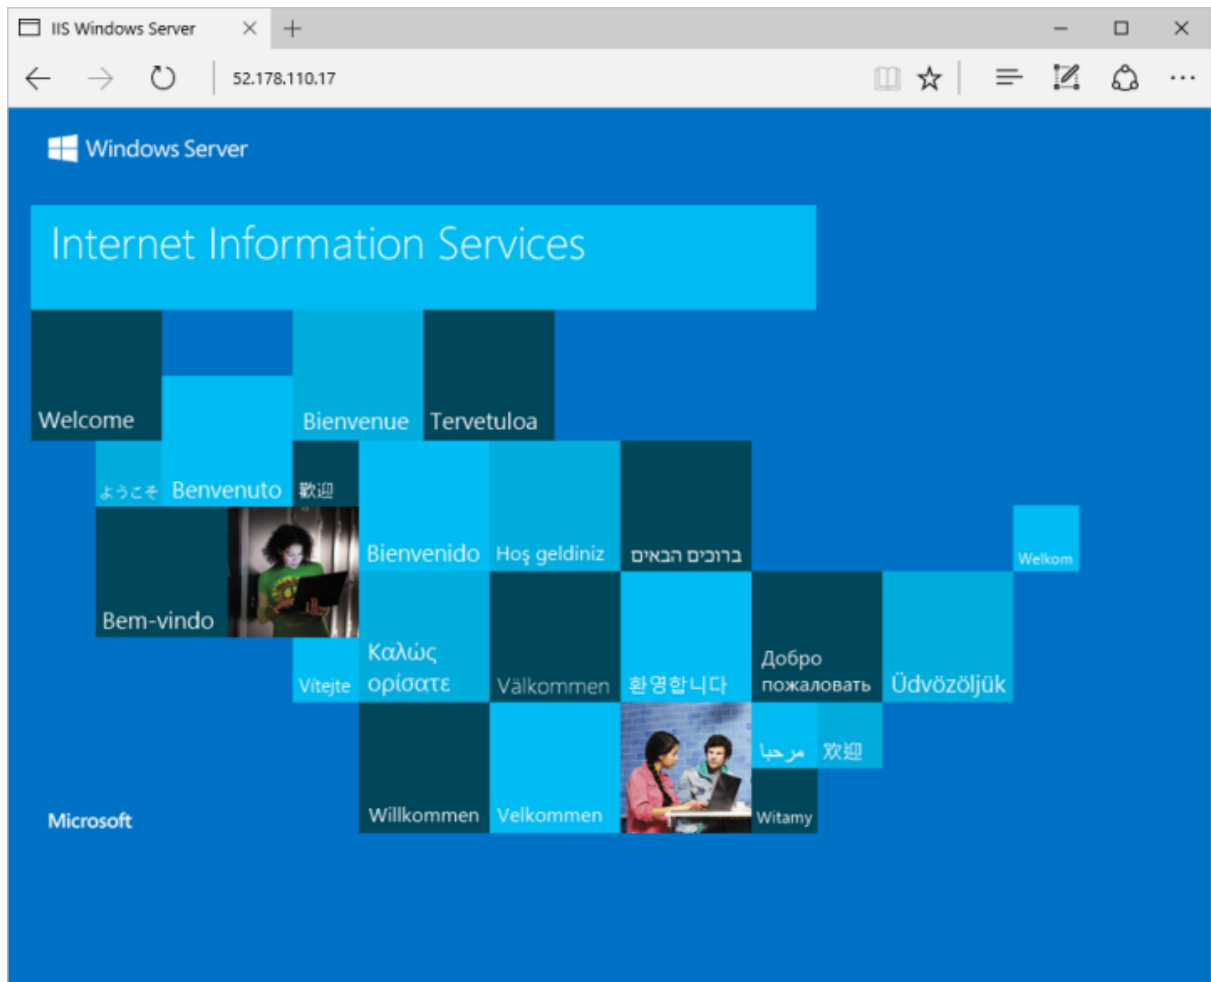 IIS Windows Server
52.178.110.17
Windows Server
Internet Information Services
Welcome
Bienvenue
Tervetuloa
ようこそ
Benvenuto
歡迎
Bienvenido
Hoş geldiniz
ברוכים הבאים
Welkom
Bem-vindo
Vítejte
Καλώς
ορίσατε
Välkommen
환영합니다
Добро
пожаловать
Üdvözöljük
Willkommen
Velkommen
مرحبا
欢迎
Witamy
Microsoft